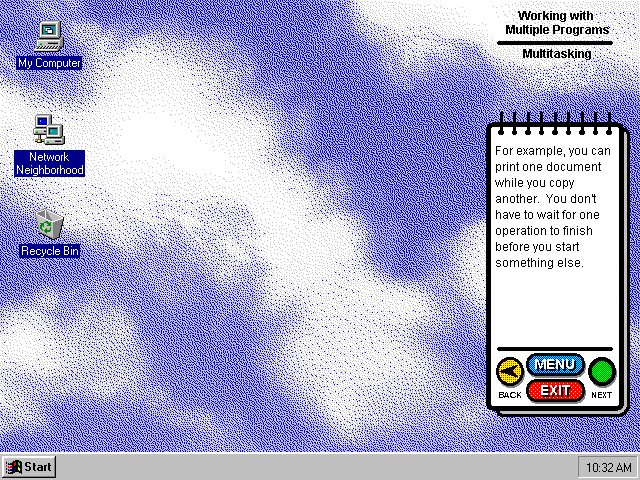 Working with
Multiple Programs
Multitasking
My Computer
Network
Neighborhood
Recycle Bin
For example, you can
print one document
while you copy
another.  You don't
have to wait for one
operation to finish
before you start
something else.
MENU
EXIT
BACK
NEXT
Start
10:32 AM